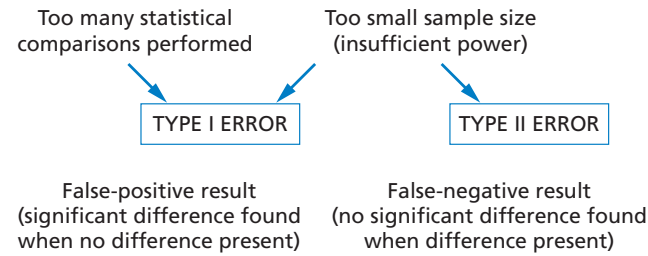 Too many statistical
comparisons performed
Too small sample size
(insufficient power)
TYPE I ERROR
TYPE II ERROR
False-positive result
(significant difference found
when no difference present)
False-negative result
(no significant difference found
when difference present)